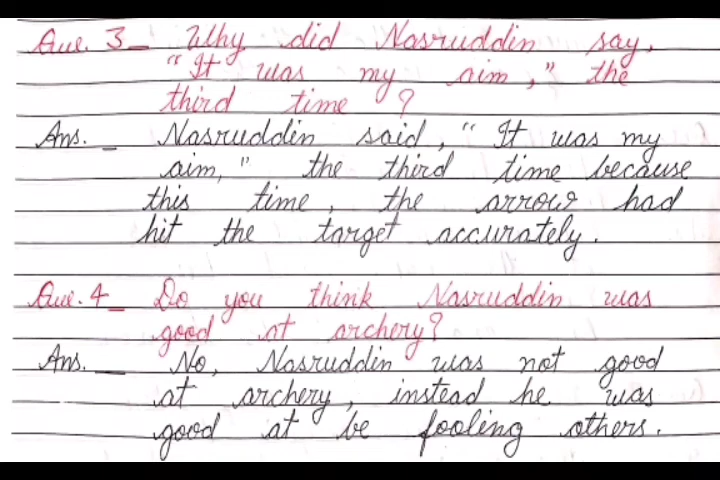 Que. 3_ Why did Nasruddin say,
"It was my aim," the
third time?
Ans. _ Nasruddin said, "It was my
aim," the third time because
this time, the arrow had
hit the target accurately.
Que. 4_ Do you think Nasruddin was
good at archery?
Ans. _ No, Nasruddin was not good
at archery, instead he was
good at be fooling others.